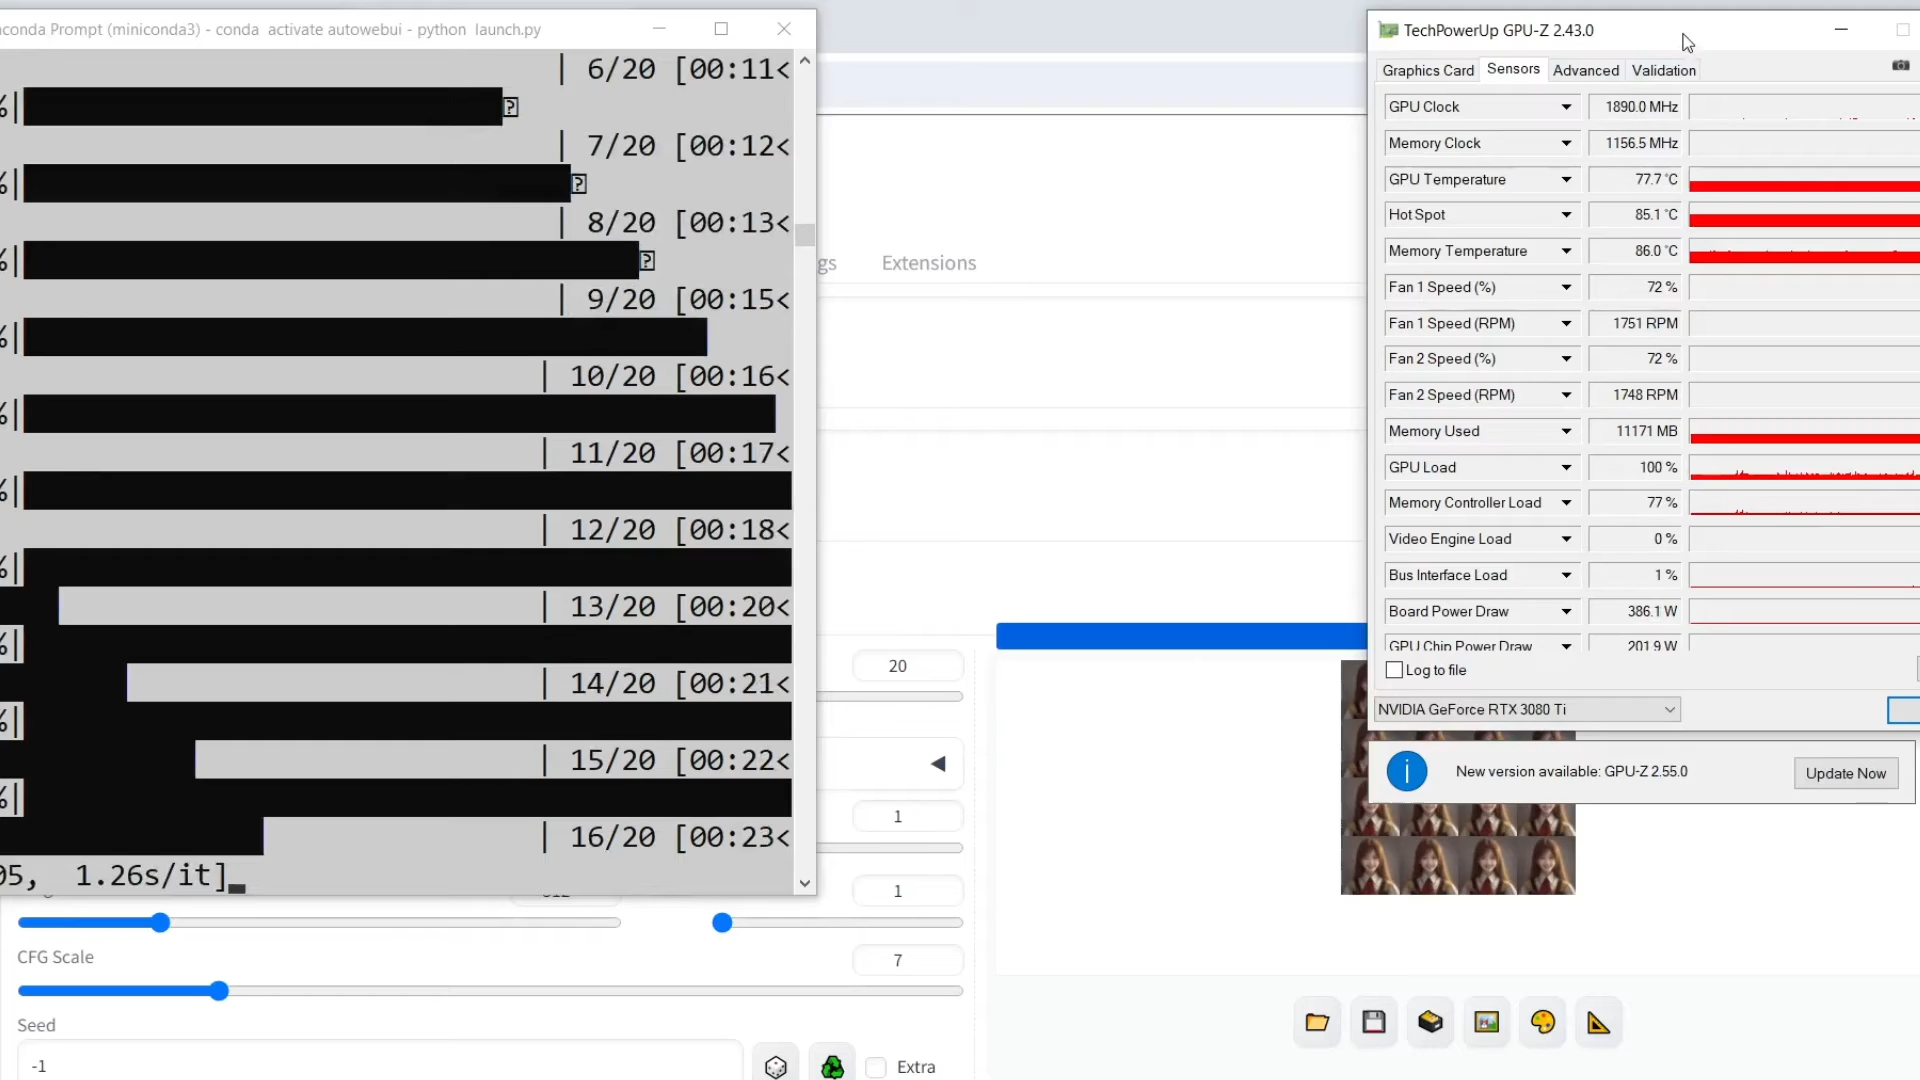 conda Prompt (miniconda3) - conda  activate autowebui - python  launch.py
| 6/20 [00:11<
%|
| 7/20 [00:12<
%|
| 8/20 [00:13<
%|
| 9/20 [00:15<
%|
| 10/20 [00:16<
%|
| 11/20 [00:17<
%|
| 12/20 [00:18<
%|
| 13/20 [00:20<
%|
| 14/20 [00:21<
%|
| 15/20 [00:22<
%|
| 16/20 [00:23<
05,  1.26s/it]
gs
Extensions
20
1
1
CFG Scale
7
Seed
-1
Extra
TechPowerUp GPU-Z 2.43.0
Graphics Card Sensors Advanced Validation
GPU Clock 1890.0 MHz
Memory Clock 1156.5 MHz
GPU Temperature 77.7 °C
Hot Spot 85.1 °C
Memory Temperature 86.0 °C
Fan 1 Speed (%) 72 %
Fan 1 Speed (RPM) 1751 RPM
Fan 2 Speed (%) 72 %
Fan 2 Speed (RPM) 1748 RPM
Memory Used 11171 MB
GPU Load 100 %
Memory Controller Load 77 %
Video Engine Load 0 %
Bus Interface Load 1 %
Board Power Draw 386.1 W
GPU Chip Power Draw 201.9 W
Log to file
NVIDIA GeForce RTX 3080 Ti
New version available: GPU-Z 2.55.0
Update Now